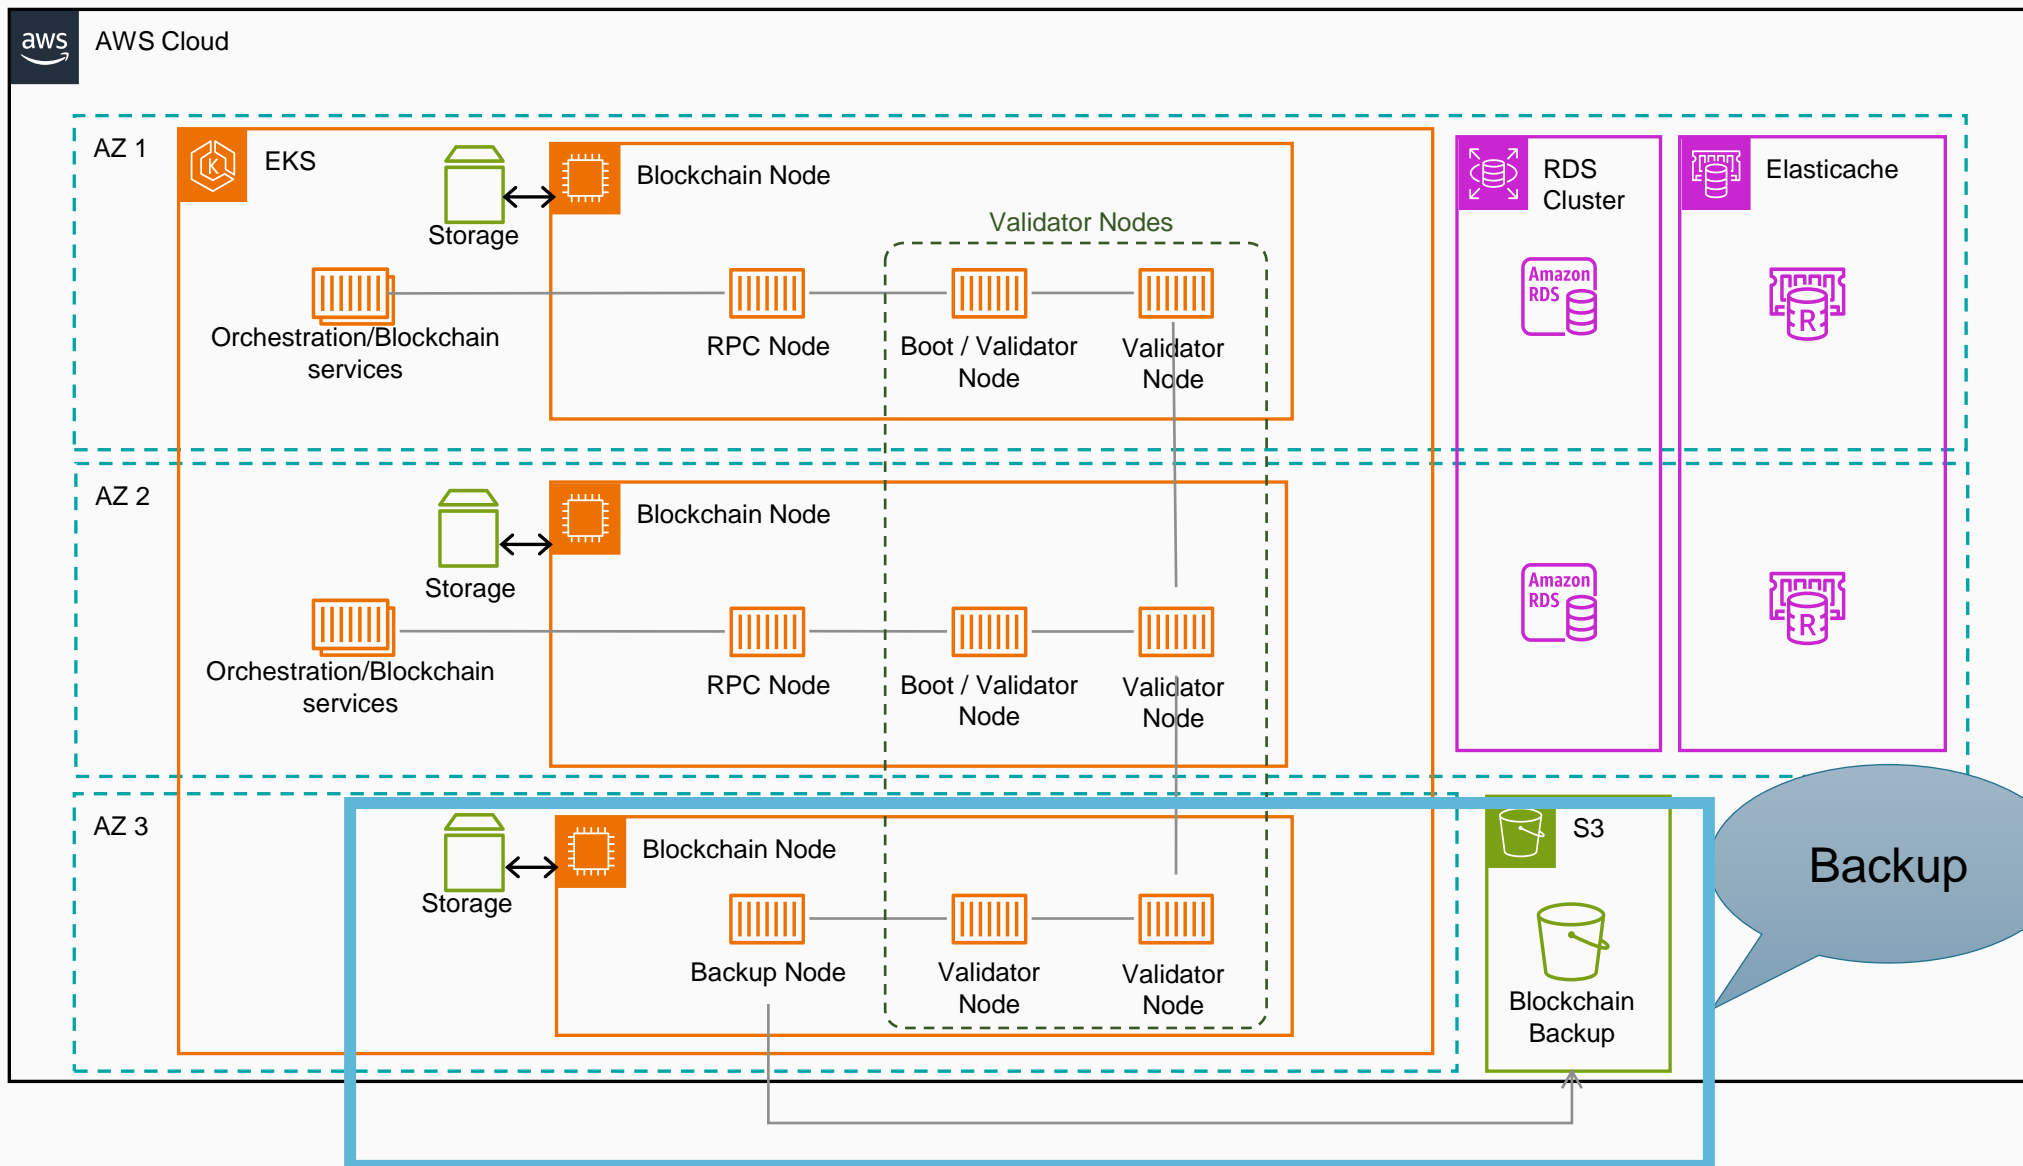 aws
AWS Cloud
AZ 1
EKS
Storage
Blockchain Node
Validator Nodes
Orchestration/Blockchain
services
RPC Node
Boot / Validator
Node
Validator
Node
RDS
Cluster
Amazon
RDS
Elasticache
R
AZ 2
Storage
Blockchain Node
Orchestration/Blockchain
services
RPC Node
Boot / Validator
Node
Validator
Node
Amazon
RDS
R
AZ 3
Storage
Blockchain Node
Backup Node
Validator
Node
Validator
Node
S3
Blockchain
Backup
Backup
K